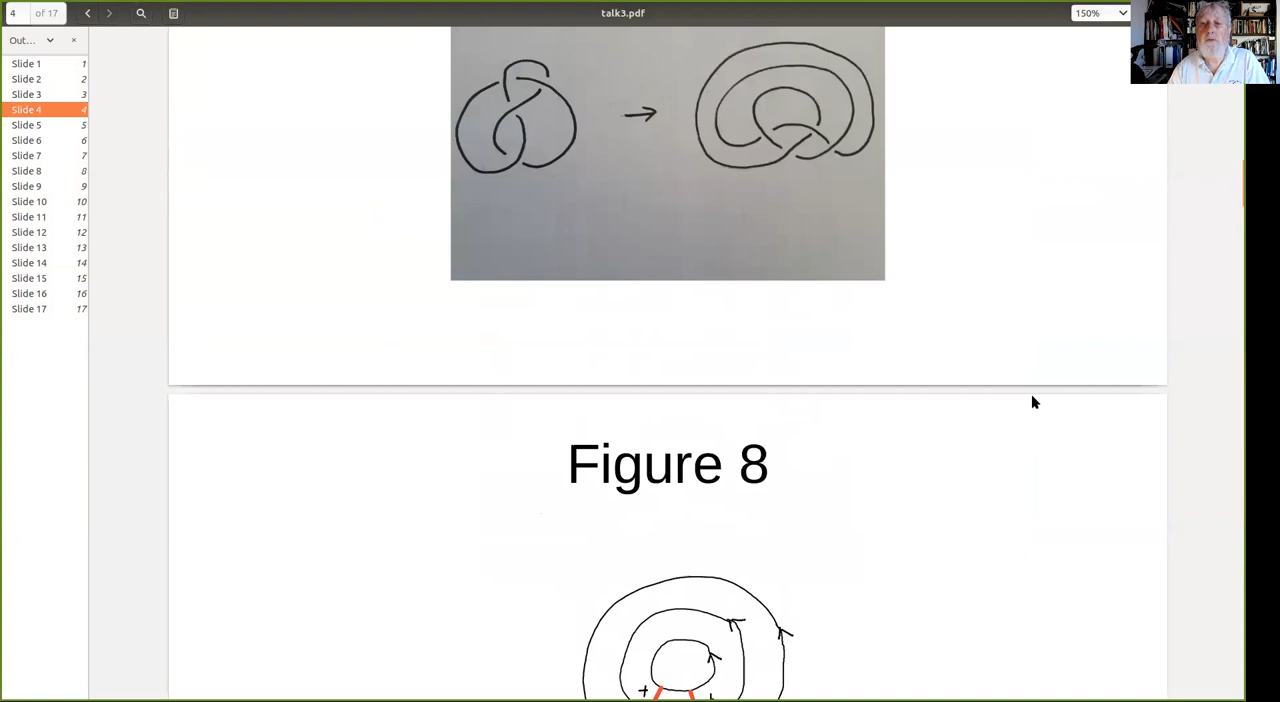 4 of 17
talk3.pdf
150%
Out...
Slide 1 1
Slide 2 2
Slide 3 3
Slide 4 4
Slide 5 5
Slide 6 6
Slide 7 7
Slide 8 8
Slide 9 9
Slide 10 10
Slide 11 11
Slide 12 12
Slide 13 13
Slide 14 14
Slide 15 15
Slide 16 16
Slide 17 17
Figure 8
+